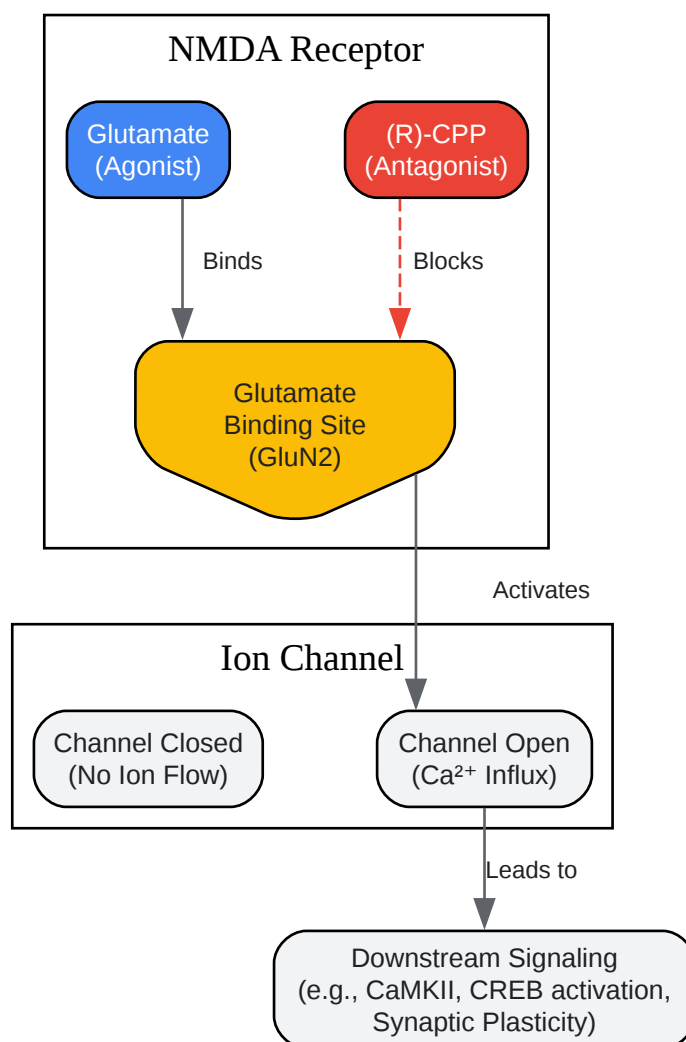 NMDA Receptor
Glutamate
(Agonist)
(R)-CPP
(Antagonist)
Binds
Blocks
Glutamate
Binding Site
(GluN2)
Activates
Ion Channel
Channel Closed
(No Ion Flow)
Channel Open
(Ca²⁺ Influx)
Leads to
Downstream Signaling
(e.g., CaMKII, CREB activation,
Synaptic Plasticity)